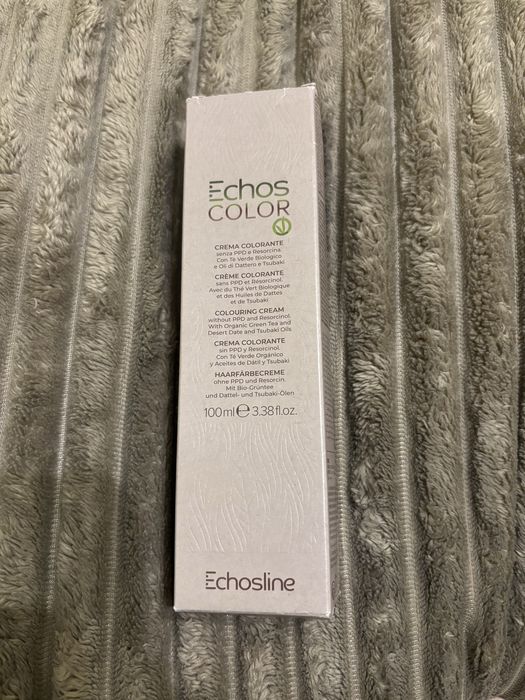 Echos
COLOR
CREMA COLORANTE
senza PPD e Resorcina.
Con Tè Verde Biologico
e Oli di Dattero e Tsubaki
CRÈME COLORANTE
sans PPD et Résorcinol.
Avec du Thé Vert Biologique
et des Huiles de Dattes
et de Tsubaki
COLOURING CREAM
without PPD and Resorcinol.
With Organic Green Tea and
Desert Date and Tsubaki Oils
CREMA COLORANTE
sin PPD y Resorcinol.
Con Té Verde Orgánico
y Aceites de Dátil y Tsubaki
HAARFÄRBECREME
ohne PPD und Resorcin.
Mit Bio-Grüntee
und Dattel- und Tsubaki-Ölen
100ml ℮ 3.38fl.oz.
Echosline